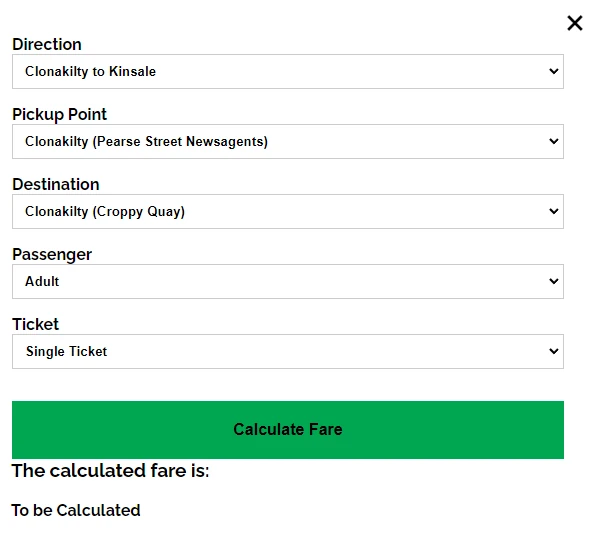 Direction
Clonakilty to Kinsale
Pickup Point
Clonakilty (Pearse Street Newsagents)
Destination
Clonakilty (Croppy Quay)
Passenger
Adult
Ticket
Single Ticket
Calculate Fare
The calculated fare is:
To be Calculated